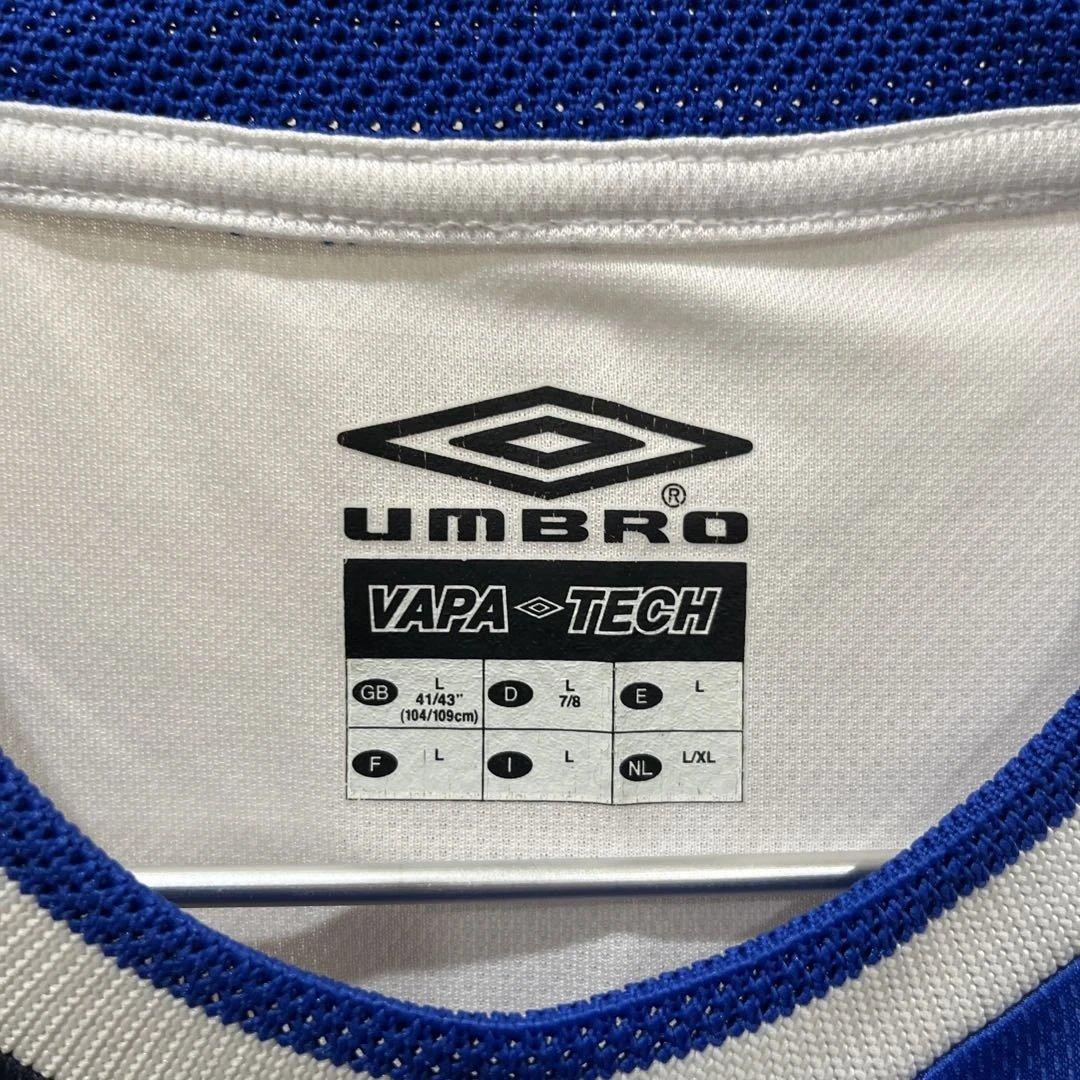 ®
UMBRO
VAPA TECH
GB L 41/43"
(104/109cm)
D L 7/8
E L
F L
I L
NL L/XL